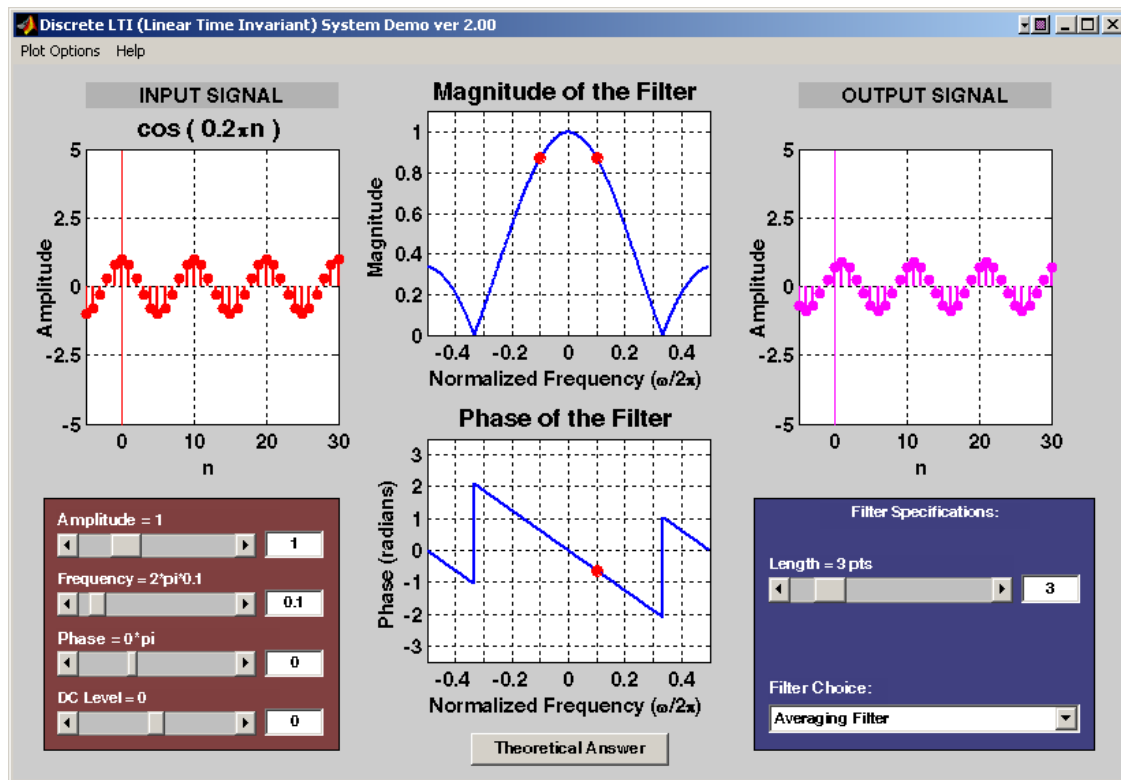 Discrete LTI (Linear Time Invariant) System Demo ver 2.00
Plot Options Help
INPUT SIGNAL
cos ( 0.2πn )
5
2.5
0
-2.5
-5
Amplitude
0 10 20 30
n
Magnitude of the Filter
1
0.8
0.6
0.4
0.2
0
Magnitude
-0.4 -0.2 0 0.2 0.4
Normalized Frequency (ω/2π)
OUTPUT SIGNAL
5
2.5
0
-2.5
-5
Amplitude
0 10 20 30
n
Phase of the Filter
3
2
1
0
-1
-2
-3
Phase (radians)
-0.4 -0.2 0 0.2 0.4
Normalized Frequency (ω/2π)
Amplitude = 1
1
Frequency = 2*pi*0.1
0.1
Phase = 0*pi
0
DC Level = 0
0
Filter Specifications:
Length = 3 pts
3
Filter Choice:
Averaging Filter
Theoretical Answer